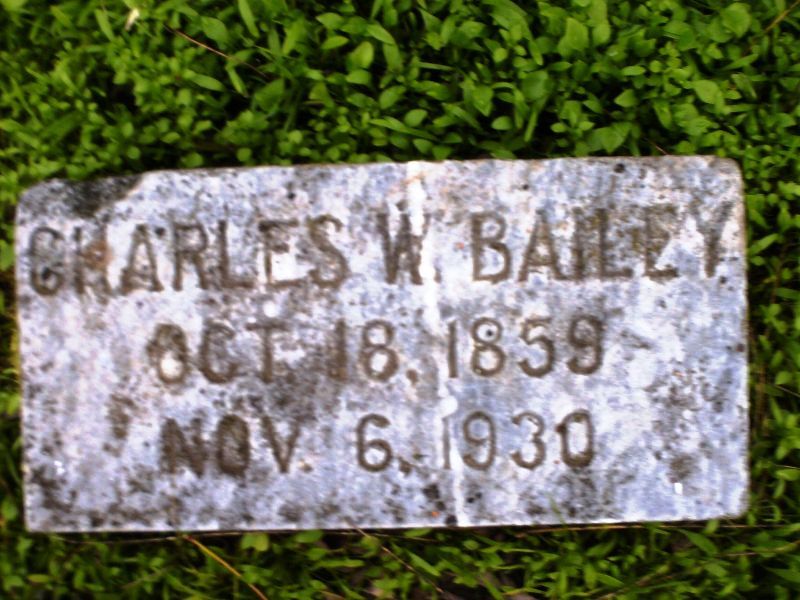 CHARLES W. BAILEY
OCT. 18, 1859
NOV. 6, 1930